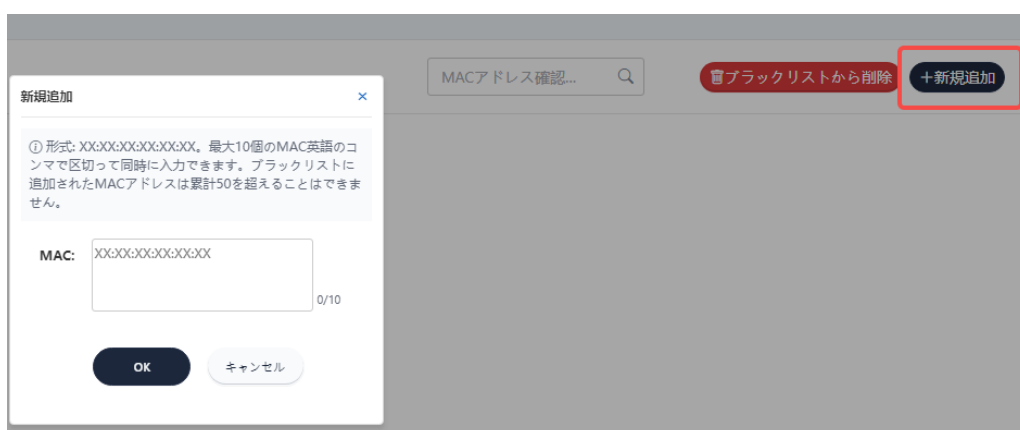 MACアドレス確認...
ブラックリストから削除
+新規追加
新規追加
×
ⓘ 形式: XX:XX:XX:XX:XX:XX。最大10個のMAC英語のコ
ンマで区切って同時に入力できます。ブラックリストに
追加されたMACアドレスは累計50を超えることはできま
せん。
MAC:
XX:XX:XX:XX:XX:XX
0/10
OK
キャンセル